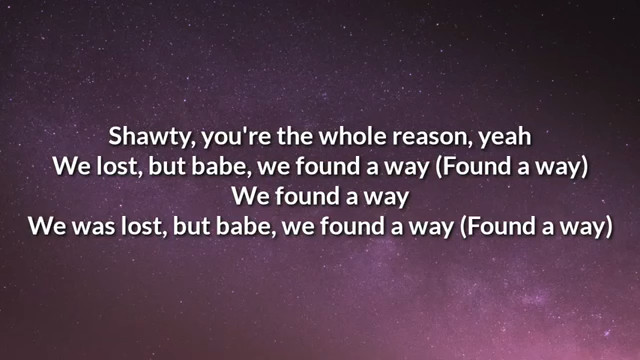 Shawty, you're the whole reason, yeah
We lost, but babe, we found a way (Found a way)
We found a way
We was lost, but babe, we found a way (Found a way)